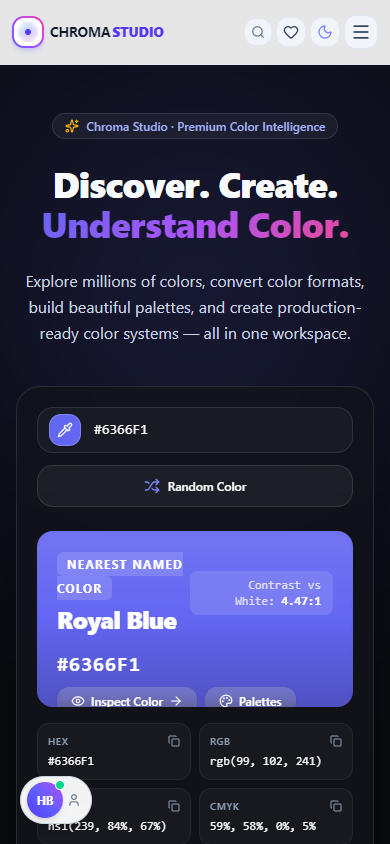 CHROMA STUDIO
Chroma Studio · Premium Color Intelligence
Discover. Create.
Understand Color.
Explore millions of colors, convert color formats,
build beautiful palettes, and create production-
ready color systems — all in one workspace.
#6366F1
Random Color
NEAREST NAMED
COLOR
Contrast vs
White: 4.47:1
Royal Blue
#6366F1
Inspect Color →
Palettes
HEX
#6366F1
RGB
rgb(99, 102, 241)
HB
hsl(239, 84%, 67%)
CMYK
59%, 58%, 0%, 5%